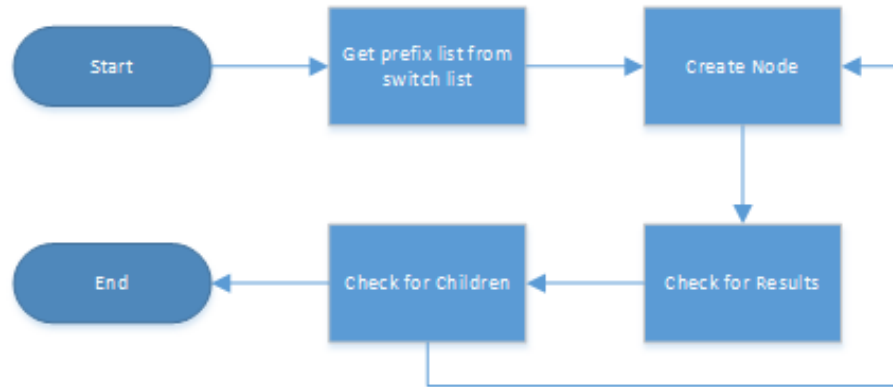 Start
Get prefix list from
switch list
Create Node
End
Check for Children
Check for Results